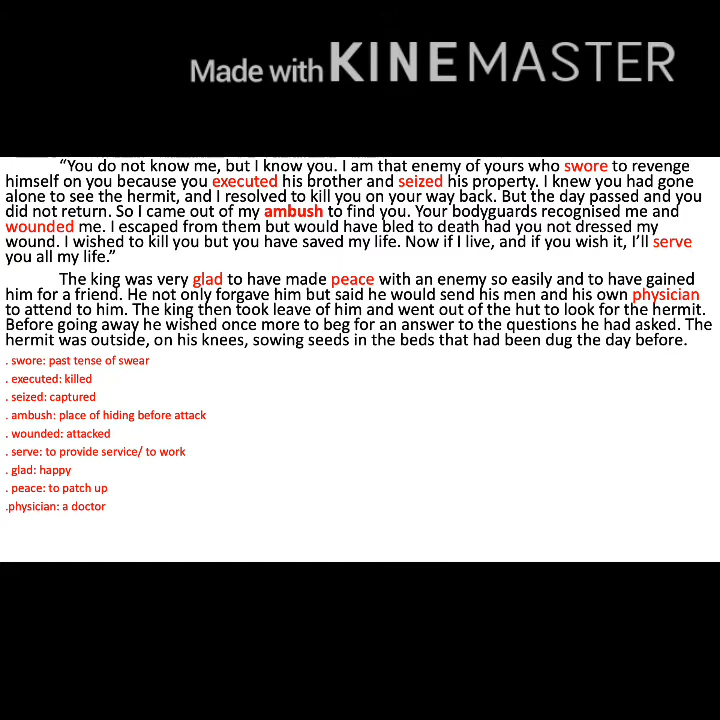 Made with KINEMASTER
“You do not know me, but I know you. I am that enemy of yours who swore to revenge
himself on you because you executed his brother and seized his property. I knew you had gone
alone to see the hermit, and I resolved to kill you on your way back. But the day passed and you
did not return. So I came out of my ambush to find you. Your bodyguards recognised me and
wounded me. I escaped from them but would have bled to death had you not dressed my
wound. I wished to kill you but you have saved my life. Now if I live, and if you wish it, I’ll serve
you all my life.”
The king was very glad to have made peace with an enemy so easily and to have gained
him for a friend. He not only forgave him but said he would send his men and his own physician
to attend to him. The king then took leave of him and went out of the hut to look for the hermit.
Before going away he wished once more to beg for an answer to the questions he had asked. The
hermit was outside, on his knees, sowing seeds in the beds that had been dug the day before.
. swore: past tense of swear
. executed: killed
. seized: captured
. ambush: place of hiding before attack
. wounded: attacked
. serve: to provide service/ to work
. glad: happy
. peace: to patch up
.physician: a doctor